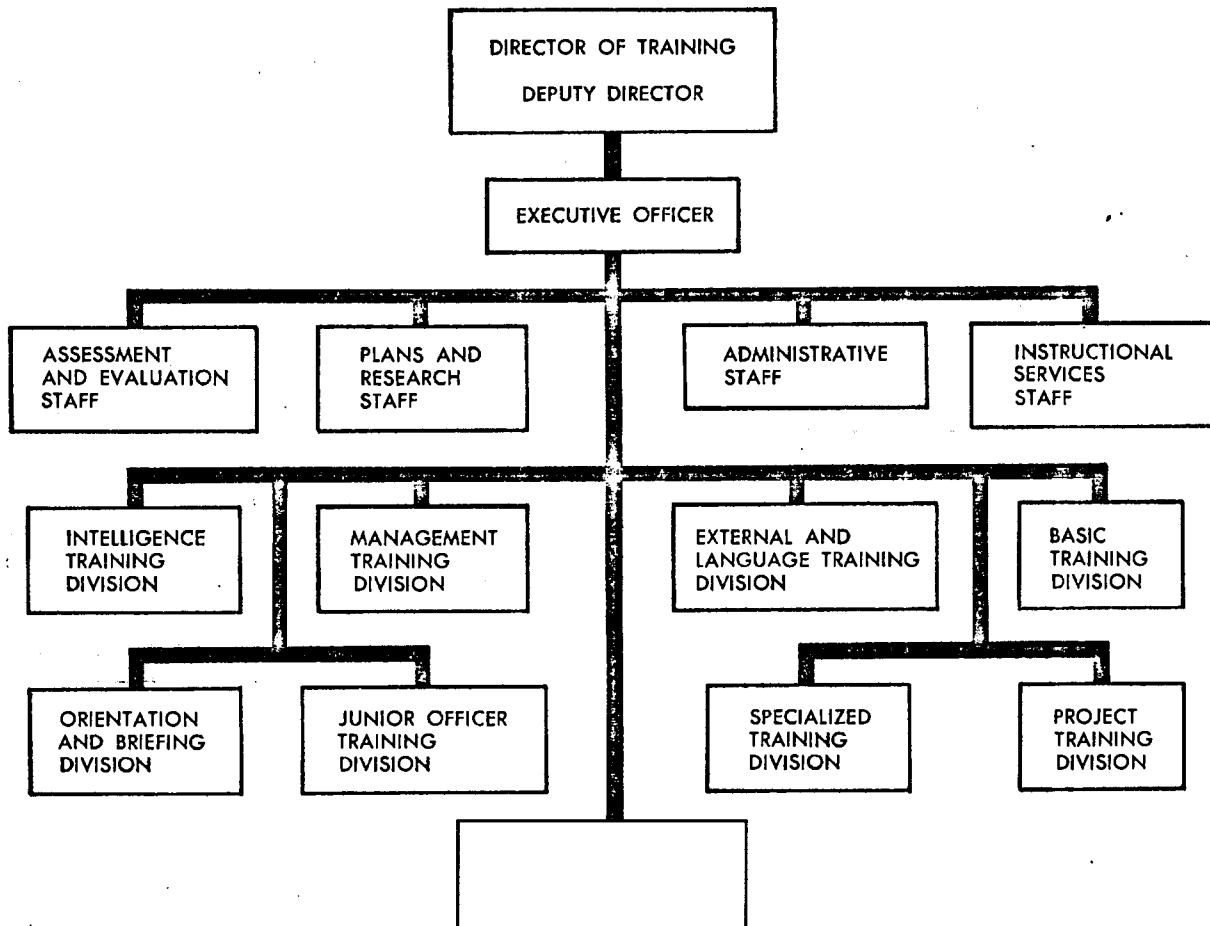 DIRECTOR OF TRAINING
DEPUTY DIRECTOR
EXECUTIVE OFFICER
ASSESSMENT
AND EVALUATION
STAFF
PLANS AND
RESEARCH
STAFF
ADMINISTRATIVE
STAFF
INSTRUCTIONAL
SERVICES
STAFF
INTELLIGENCE
TRAINING
DIVISION
MANAGEMENT
TRAINING
DIVISION
EXTERNAL AND
LANGUAGE TRAINING
DIVISION
BASIC
TRAINING
DIVISION
ORIENTATION
AND BRIEFING
DIVISION
JUNIOR OFFICER
TRAINING
DIVISION
SPECIALIZED
TRAINING
DIVISION
PROJECT
TRAINING
DIVISION